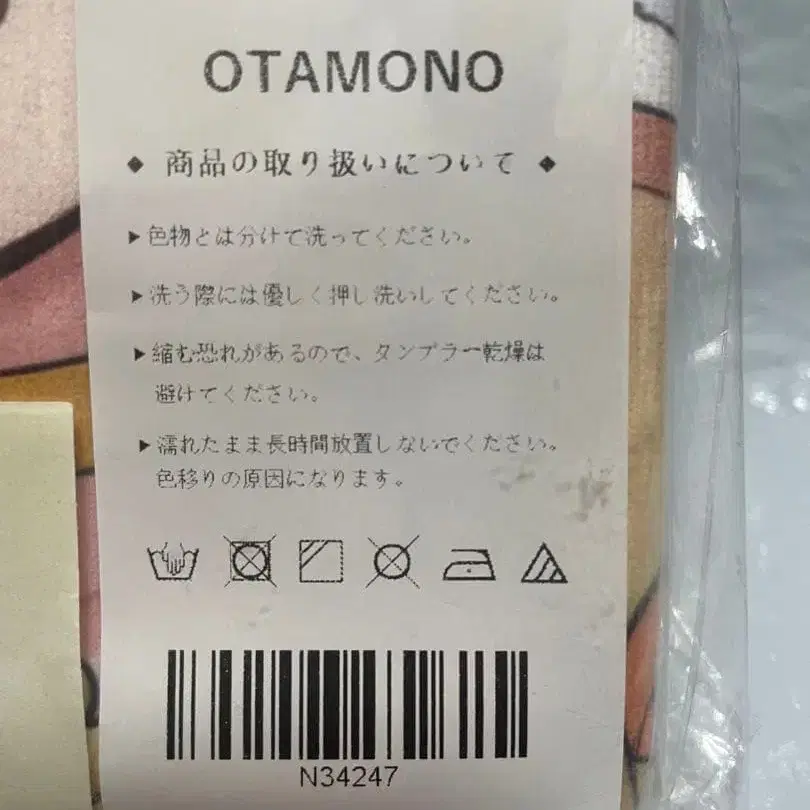 OTAMONO
◆ 商品の取り扱いについて ◆
▶色物とは分けて洗ってください。
▶洗う際には優しく押し洗いしてください。
▶縮む恐れがあるので、タンブラー乾燥は
避けてください。
▶濡れたまま長時間放置しないでください。
色移りの原因になります。
N34247